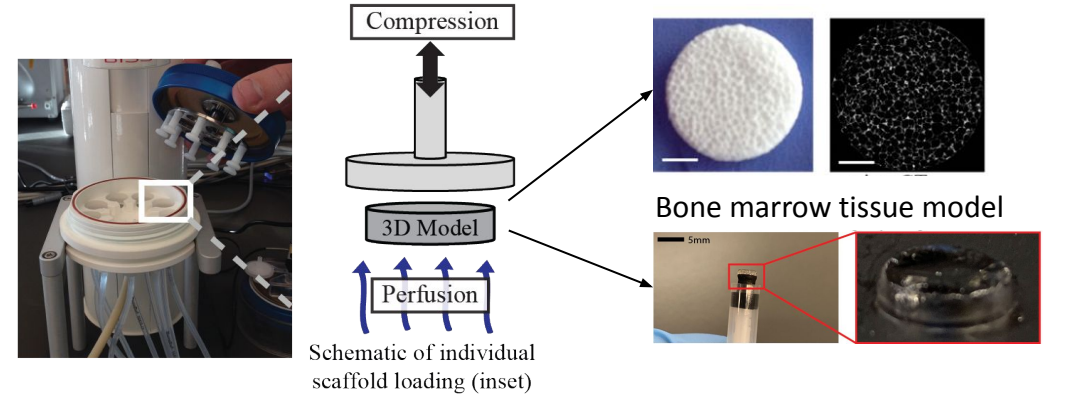 Compression
3D Model
Perfusion
Schematic of individual
scaffold loading (inset)
Bone marrow tissue model
5mm